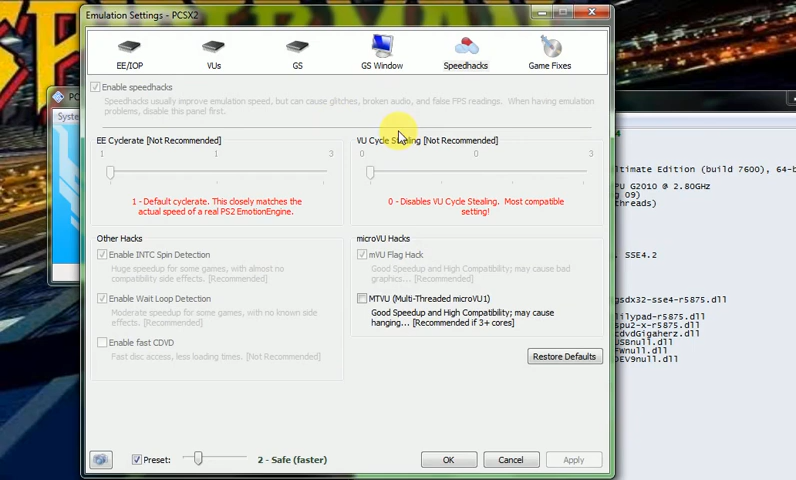 Emulation Settings - PCSX2
EE/IOP
VUs
GS
GS Window
Speedhacks
Game Fixes
Enable speedhacks
Speedhacks usually improve emulation speed, but can cause glitches, broken audio, and false FPS readings. When having emulation
problems, disable this panel first.
EE Cyclerate [Not Recommended]
1 1 3
1 - Default cyclerate. This closely matches the
actual speed of a real PS2 EmotionEngine.
VU Cycle Stealing [Not Recommended]
0 0 3
0 - Disables VU Cycle Stealing. Most compatible
setting!
Other Hacks
Enable INTC Spin Detection
Huge speedup for some games, with almost no
compatibility side effects. [Recommended]
Enable Wait Loop Detection
Moderate speedup for some games, with no known side
effects. [Recommended]
Enable fast CDVD
Fast disc access, less loading times. [Not Recommended]
microVU Hacks
mVU Flag Hack
Good Speedup and High Compatibility; may cause bad
graphics... [Recommended]
MTVU (Multi-Threaded microVU1)
Good Speedup and High Compatibility; may cause
hanging... [Recommended if 3+ cores]
Restore Defaults
Preset:
2 - Safe (faster)
OK
Cancel
Apply
Syste
ltimate Edition (build 7600), 64-b
PU G2010 @ 2.80GHz
ng 09)
threads)
, SSE4.2
gsdx32-sse4-r5875.dll
lilypad-r5875.dll
spu2-x-r5875.dll
cdvdGigaherz.dll
USBnull.dll
FWnull.dll
DEV9null.dll